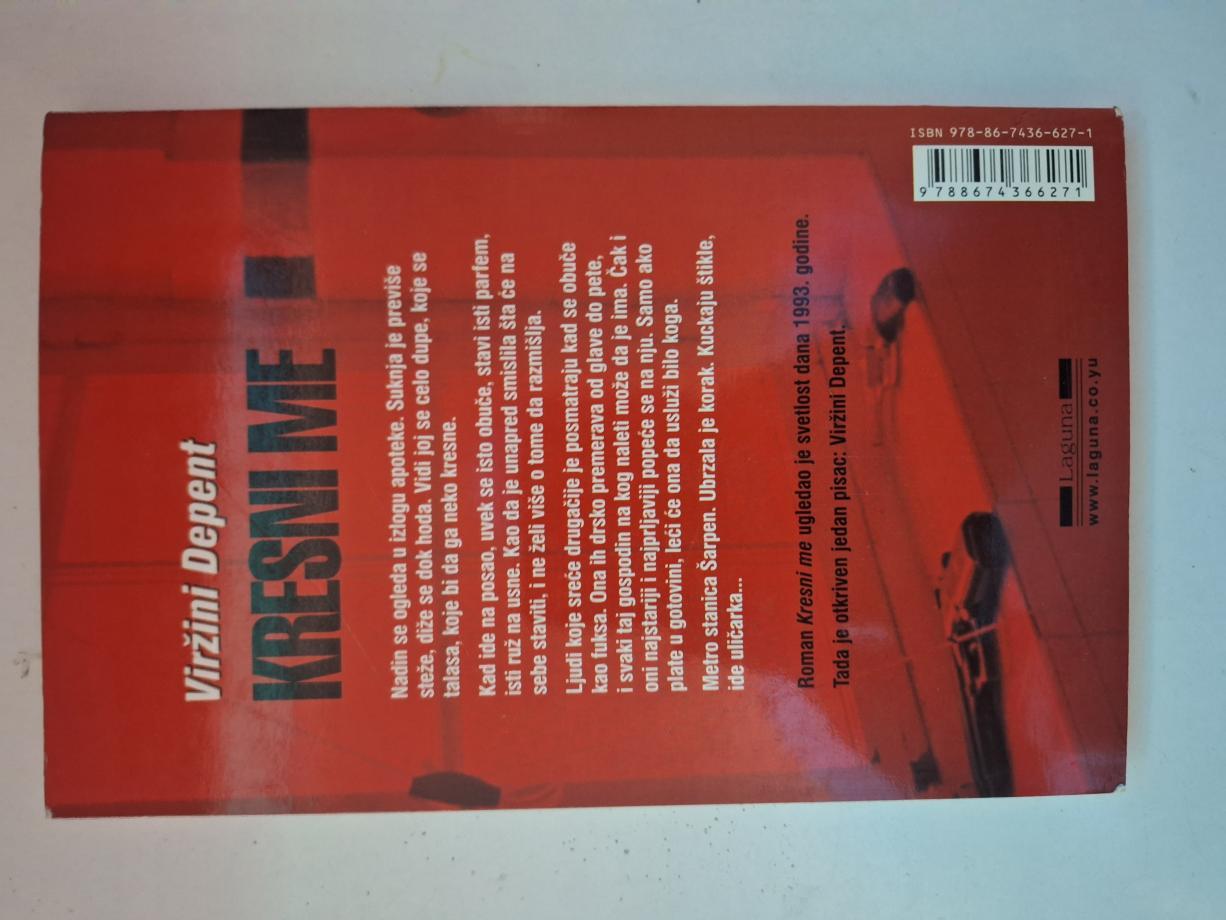 Viržini Depent
KRESNI ME
Nadin se ogleda u izlogu apoteke. Suknja je previše
steže, diže se dok hoda. Vidi joj se celo dupe, koje se
talasa, koje bi da ga neko kresne.
Kad ide na posao, uvek se isto obuče, stavi isti parfem,
isti ruž na usne. Kao da je unapred smislila šta će na
sebe staviti, i ne želi više o tome da razmišlja.
Ljudi koje sreće drugačije je posmatraju kad se obuče
kao fuksa. Ona ih drsko premerava od glave do pete,
i svaki taj gospodin na kog naleti može da je ima. Čak i
oni najstariji i najprljaviji popeće se na nju. Samo ako
plate u gotovini, leći će ona da usluži bilo koga.
Metro stanica Šarpen. Ubrzala je korak. Kuckaju štikle,
ide uličarka...
Roman Kresni me ugledao je svetlost dana 1993. godine.
Tada je otkriven jedan pisac: Viržini Depent.
Laguna
www.laguna.co.yu
ISBN 978-86-7436-627-1
9 788674 366271